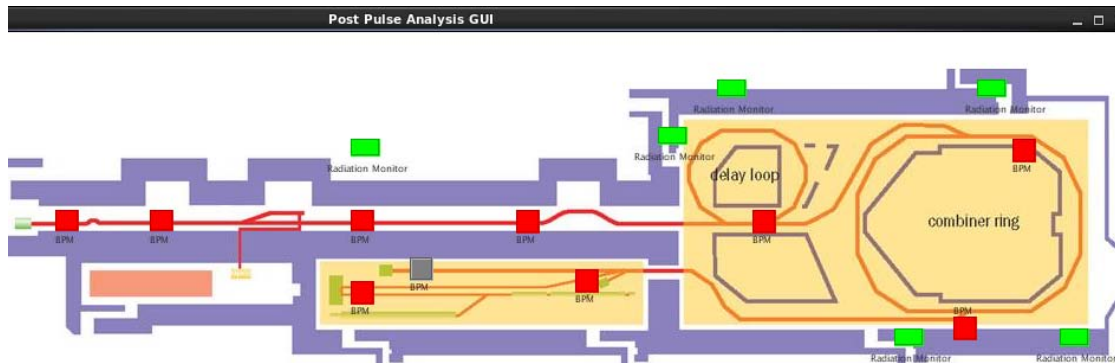 Post Pulse Analysis GUI
Radiation Monitor
Radiation Monitor
Radiation Monitor
Radiation Monitor
BPM
delay loop
combiner ring
BPM
BPM
BPM
BPM
BPM
BPM
BPM
BPM
BPM
Radiation Monitor
Radiation Monitor